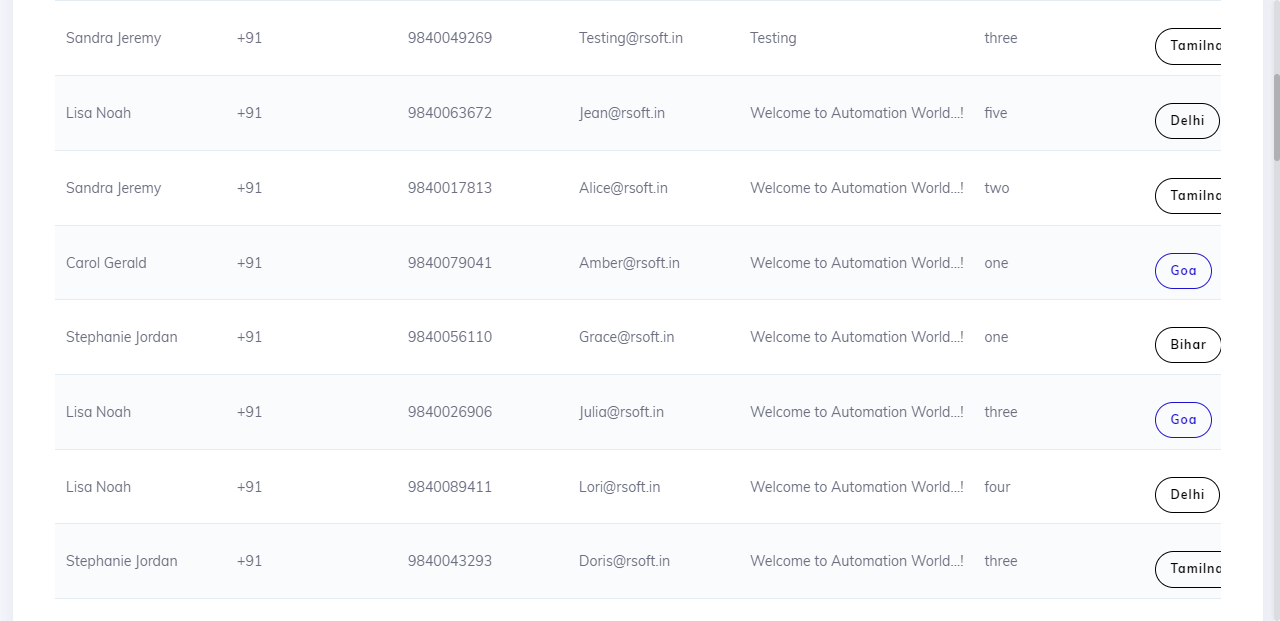 Sandra Jeremy +91 9840049269 Testing@rsoft.in Testing three Tamilna
Lisa Noah +91 9840063672 Jean@rsoft.in Welcome to Automation World...! five Delhi
Sandra Jeremy +91 9840017813 Alice@rsoft.in Welcome to Automation World...! two Tamilna
Carol Gerald +91 9840079041 Amber@rsoft.in Welcome to Automation World...! one Goa
Stephanie Jordan +91 9840056110 Grace@rsoft.in Welcome to Automation World...! one Bihar
Lisa Noah +91 9840026906 Julia@rsoft.in Welcome to Automation World...! three Goa
Lisa Noah +91 9840089411 Lori@rsoft.in Welcome to Automation World...! four Delhi
Stephanie Jordan +91 9840043293 Doris@rsoft.in Welcome to Automation World...! three Tamilna